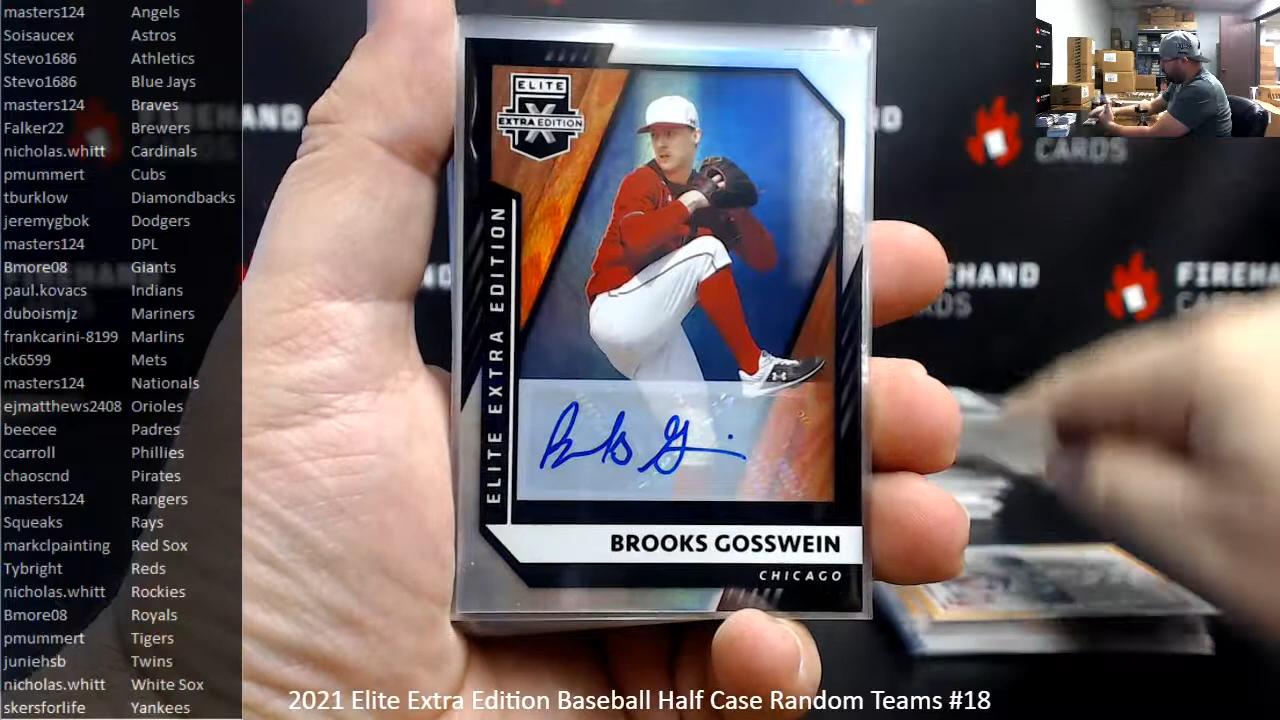 masters124 Angels
Soisaucex Astros
Stevo1686 Athletics
Stevo1686 Blue Jays
masters124 Braves
Falker22 Brewers
nicholas.whitt Cardinals
pmummert Cubs
tburklow Diamondbacks
jeremygbok Dodgers
masters124 DPL
Bmore08 Giants
paul.kovacs Indians
duboismjz Mariners
frankcarini-8199 Marlins
ck6599 Mets
masters124 Nationals
ejmatthews2408 Orioles
beecee Padres
ccarroll Phillies
chaoscnd Pirates
masters124 Rangers
Squeaks Rays
markclpainting Red Sox
Tybright Reds
nicholas.whitt Rockies
Bmore08 Royals
pmummert Tigers
juniehsb Twins
nicholas.whitt White Sox
skersforlife Yankees
ELITE
X
EXTRA EDITION
ELITE EXTRA EDITION
BROOKS GOSSWEIN
CHICAGO
CARDS
FIREHAND
CARDS
FIREHAND
2021 Elite Extra Edition Baseball Half Case Random Teams #18